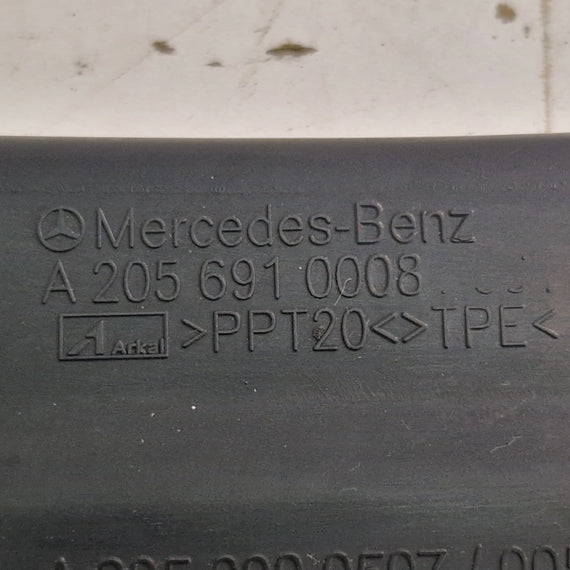 Mercedes-Benz
A 205 691 0008
Arkal >PPT20<>TPE<